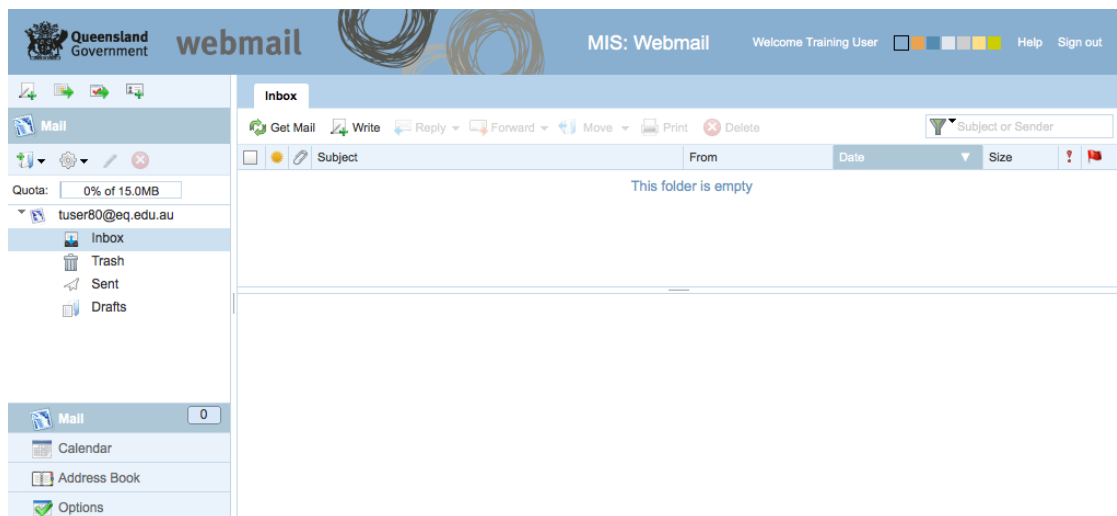 Queensland
Government
webmail
MIS: Webmail
Welcome Training User
Help
Sign out
Mail
Quota: 0% of 15.0MB
tuser80@eq.edu.au
Inbox
Trash
Sent
Drafts
Mail 0
Calendar
Address Book
Options
Inbox
Get Mail Write Reply Forward Move Print Delete Subject or Sender
Subject From Date Size
This folder is empty